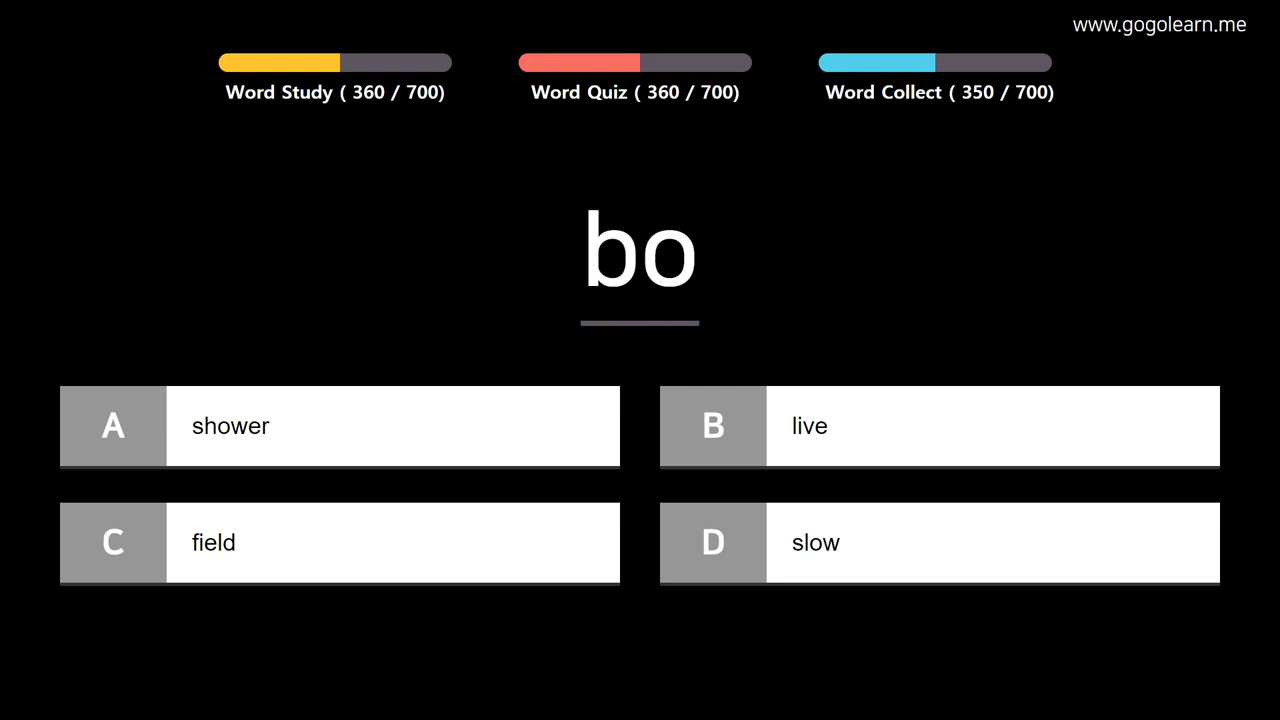 www.gogolearn.me
Word Study ( 360 / 700)
Word Quiz ( 360 / 700)
Word Collect ( 350 / 700)
bo
A shower
B live
C field
D slow